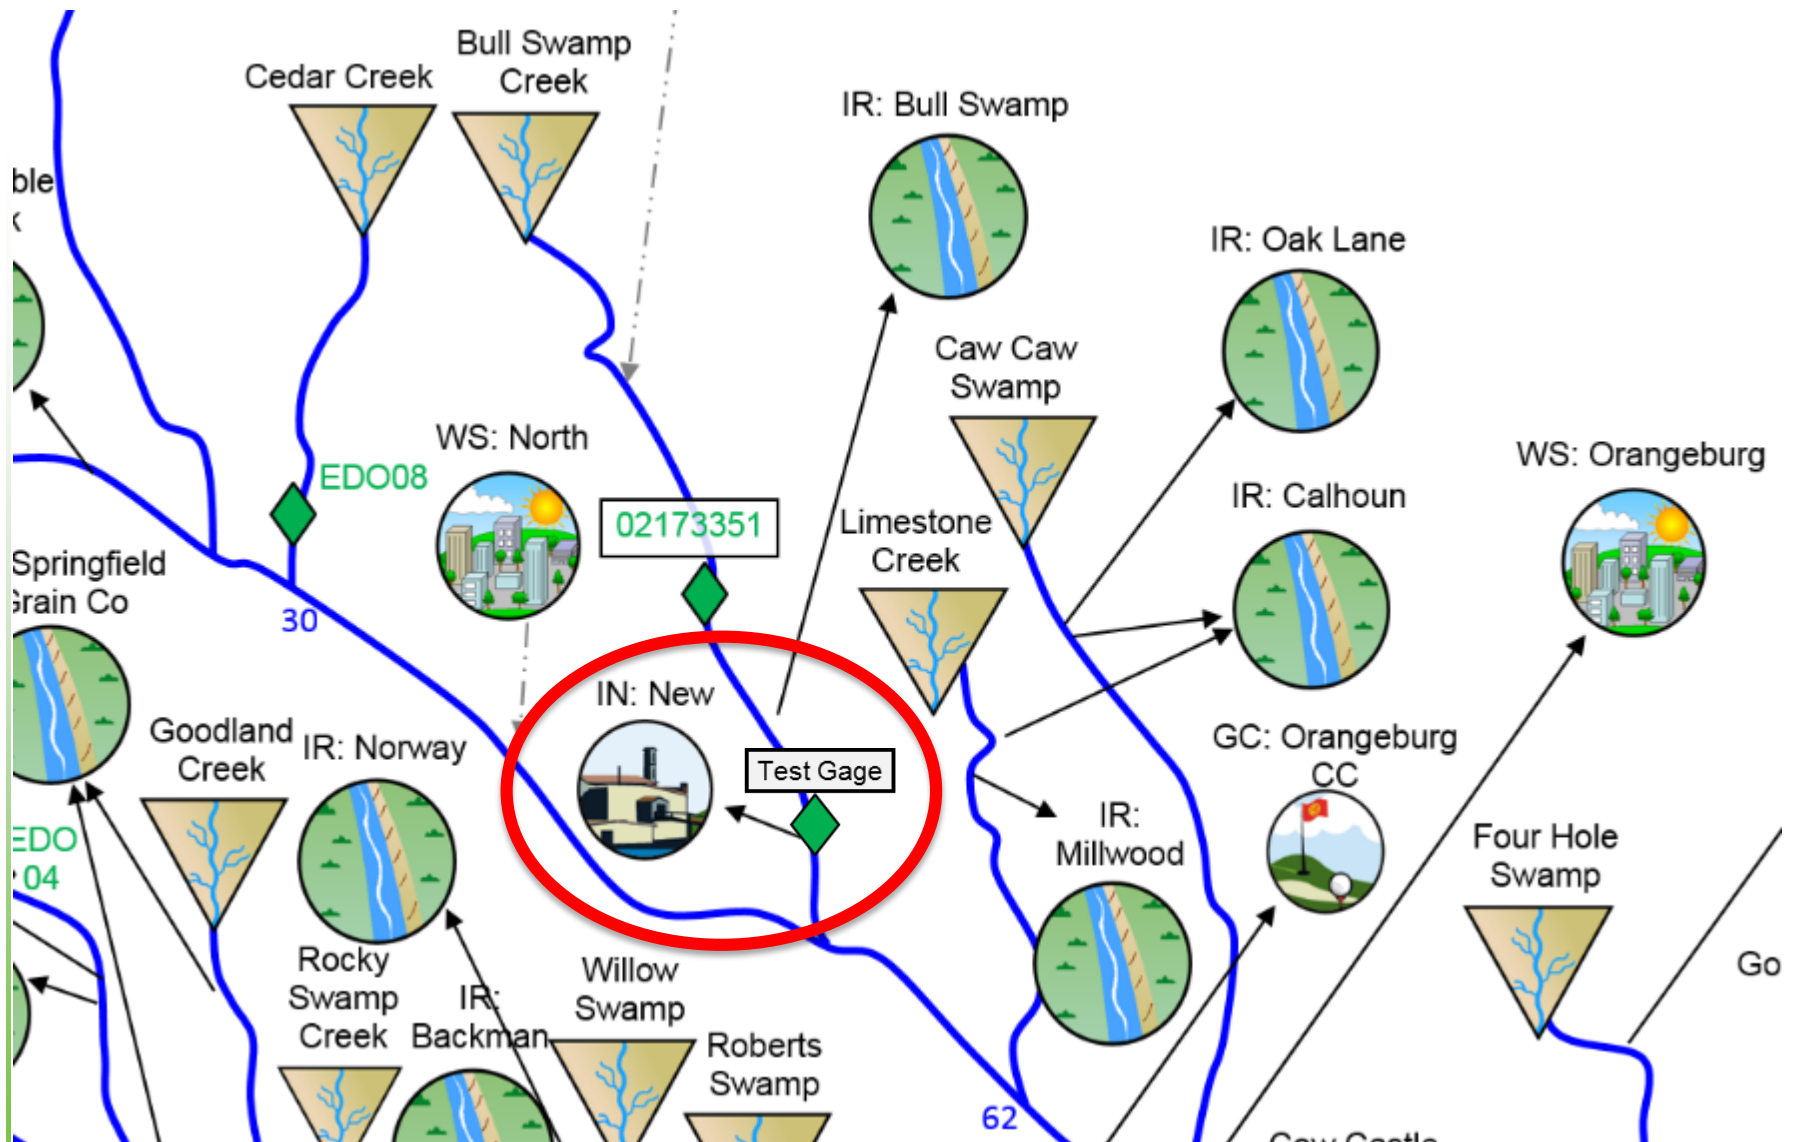 Bull Swamp
Creek
Cedar Creek
IR: Bull Swamp
ble
k
IR: Oak Lane
Caw Caw
Swamp
WS: North
WS: Orangeburg
EDO08
IR: Calhoun
02173351
Limestone
Creek
Springfield
Grain Co
30
IN: New
Goodland
Creek
IR: Norway
GC: Orangeburg
CC
Test Gage
IR:
Millwood
Four Hole
Swamp
EDO
04
Rocky
Swamp
Creek
IR:
Backman
Willow
Swamp
Go
Roberts
Swamp
62
Caw Castle